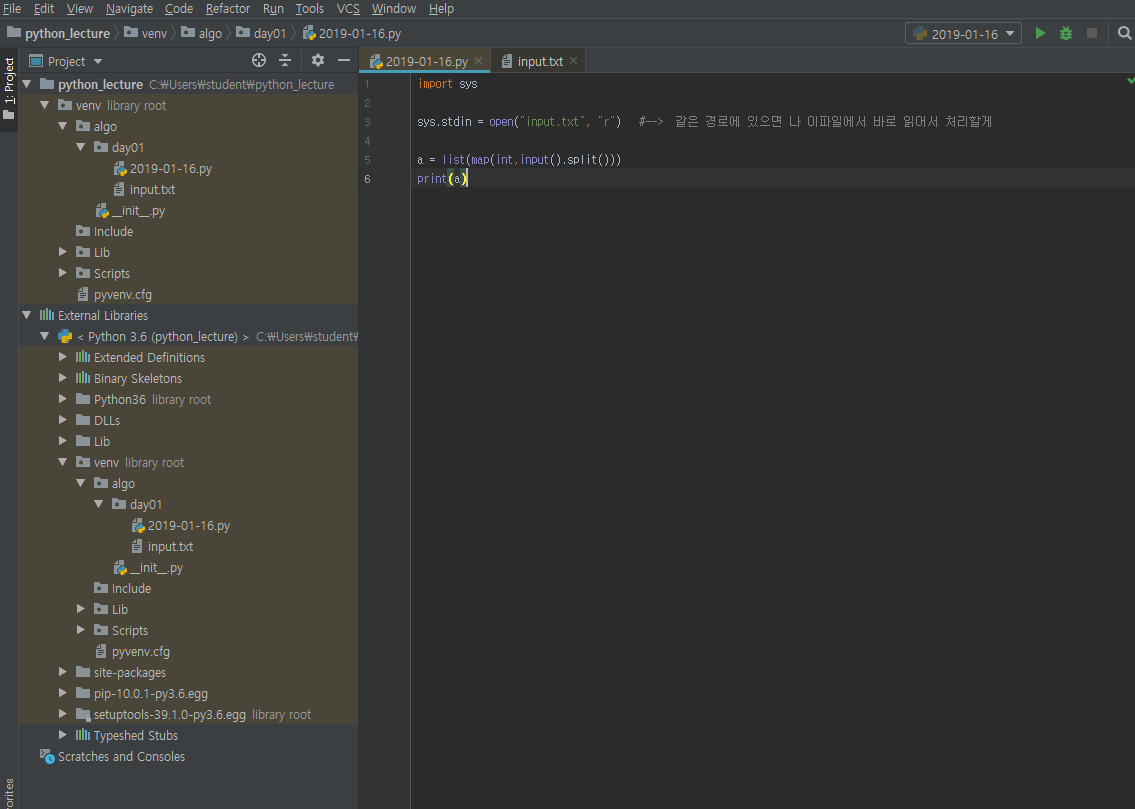 File Edit View Navigate Code Refactor Run Tools VCS Window Help
python_lecture venv algo day01 2019-01-16.py 2019-01-16
1: Project
Project
2019-01-16.py input.txt
python_lecture C:₩Users₩student₩python_lecture
venv library root
algo
day01
2019-01-16.py
input.txt
__init__.py
Include
Lib
Scripts
pyvenv.cfg
External Libraries
< Python 3.6 (python_lecture) > C:₩Users₩student₩
Extended Definitions
Binary Skeletons
Python36 library root
DLLs
Lib
venv library root
algo
day01
2019-01-16.py
input.txt
__init__.py
Include
Lib
Scripts
pyvenv.cfg
site-packages
pip-10.0.1-py3.6.egg
setuptools-39.1.0-py3.6.egg library root
Typeshed Stubs
Scratches and Consoles
orites
1 import sys
2
3 sys.stdin = open("input.txt", "r") #--> 같은 경로에 있으면 나 이파일에서 바로 읽어서 처리할게
4
5 a = list(map(int,input().split()))
6 print(a)